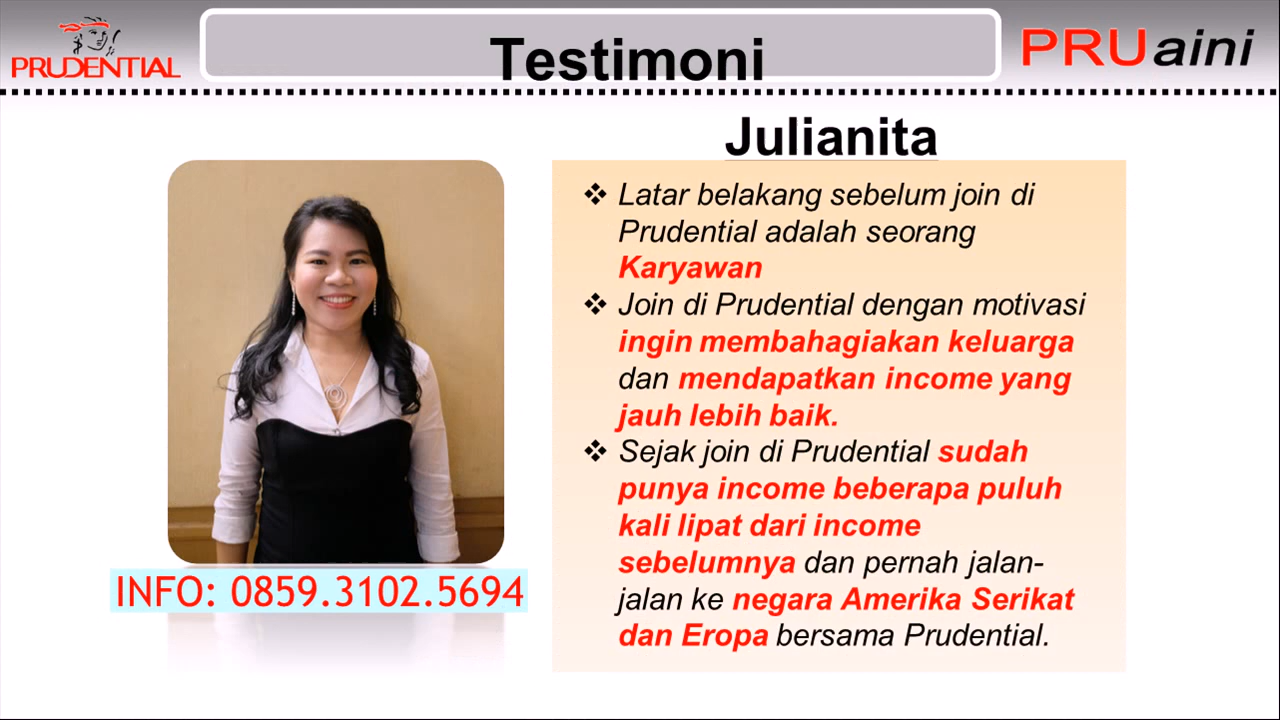 PRUDENTIAL
Testimoni
PRUaini
Julianita
❖ Latar belakang sebelum join di
Prudential adalah seorang
Karyawan
❖ Join di Prudential dengan motivasi
ingin membahagiakan keluarga
dan mendapatkan income yang
jauh lebih baik.
❖ Sejak join di Prudential sudah
punya income beberapa puluh
kali lipat dari income
sebelumnya dan pernah jalan-
jalan ke negara Amerika Serikat
dan Eropa bersama Prudential.
INFO: 0859.3102.5694